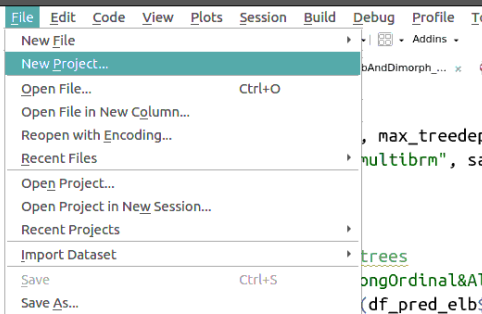 File Edit Code View Plots Session Build Debug Profile
New File
Addins
New Project...
bAndDimorph_...
Open File... Ctrl+O
Open File in New Column...
, max_treedep
Reopen with Encoding...
multibrm", sa
Recent Files
Open Project...
Open Project in New Session...
Recent Projects
Import Dataset
trees
Save Ctrl+S
ongOrdinal&Al
Save As...
(df_pred_elb$